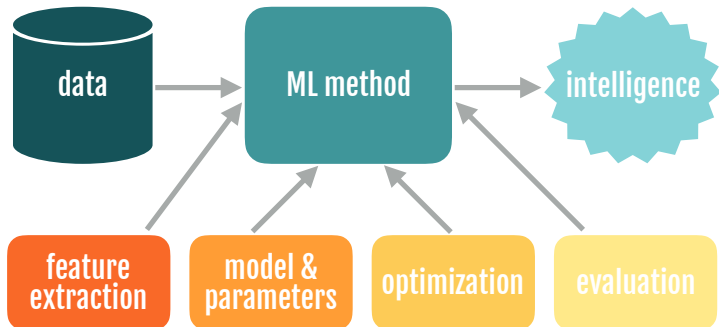 data
ML method
intelligence
feature
extraction
model &
parameters
optimization
evaluation